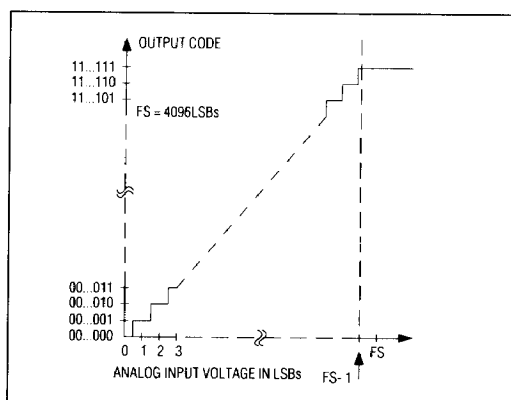 OUTPUT CODE
11...111
11...110
11...101
FS = 4095LSBs
00...011
00...010
00...001
00...000
0 1 2 3
FS
ANALOG INPUT VOLTAGE IN LSBs
FS- 1